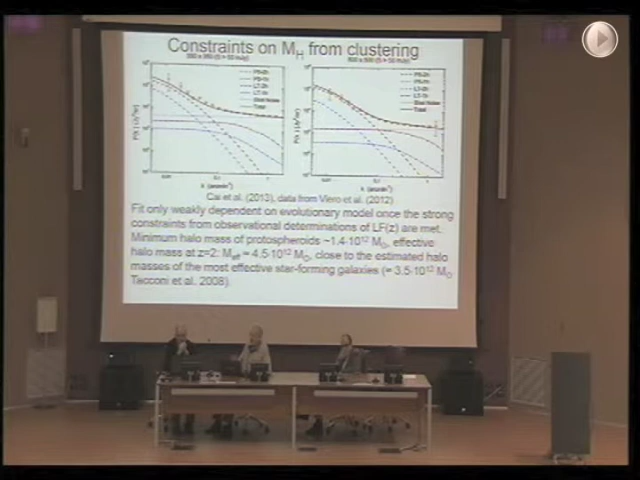 Constraints on M_H from clustering
Shot Noise
Total
Cai et al. (2013), data from Viero et al. (2012)
Fit only weakly dependent on evolutionary model once the strong
constraints from observational determinations of LF(z) are met.
Minimum halo mass of protospheroids ~1.4·10¹² M⊙, effective
halo mass at z=2: M_eff = 4.5·10¹² M⊙, close to the estimated halo
masses of the most effective star-forming galaxies (≈ 3.5·10¹² M⊙
Tacconi et al. 2008).